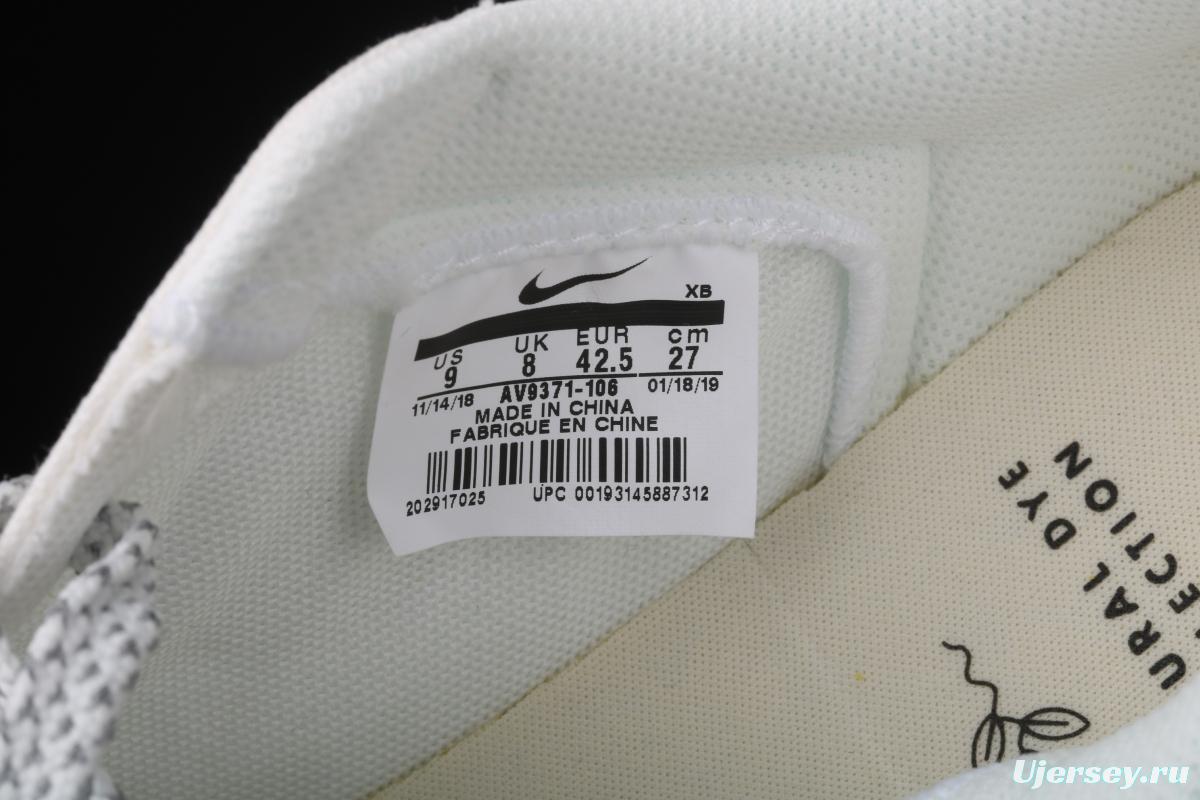 XB
US UK EUR cm
9 8 42.5 27
11/14/18 AV9371-106 01/18/19
MADE IN CHINA
FABRIQUE EN CHINE
202917025 UPC 00193145887312
URAL DYE
ECTION
Ujersey.ru